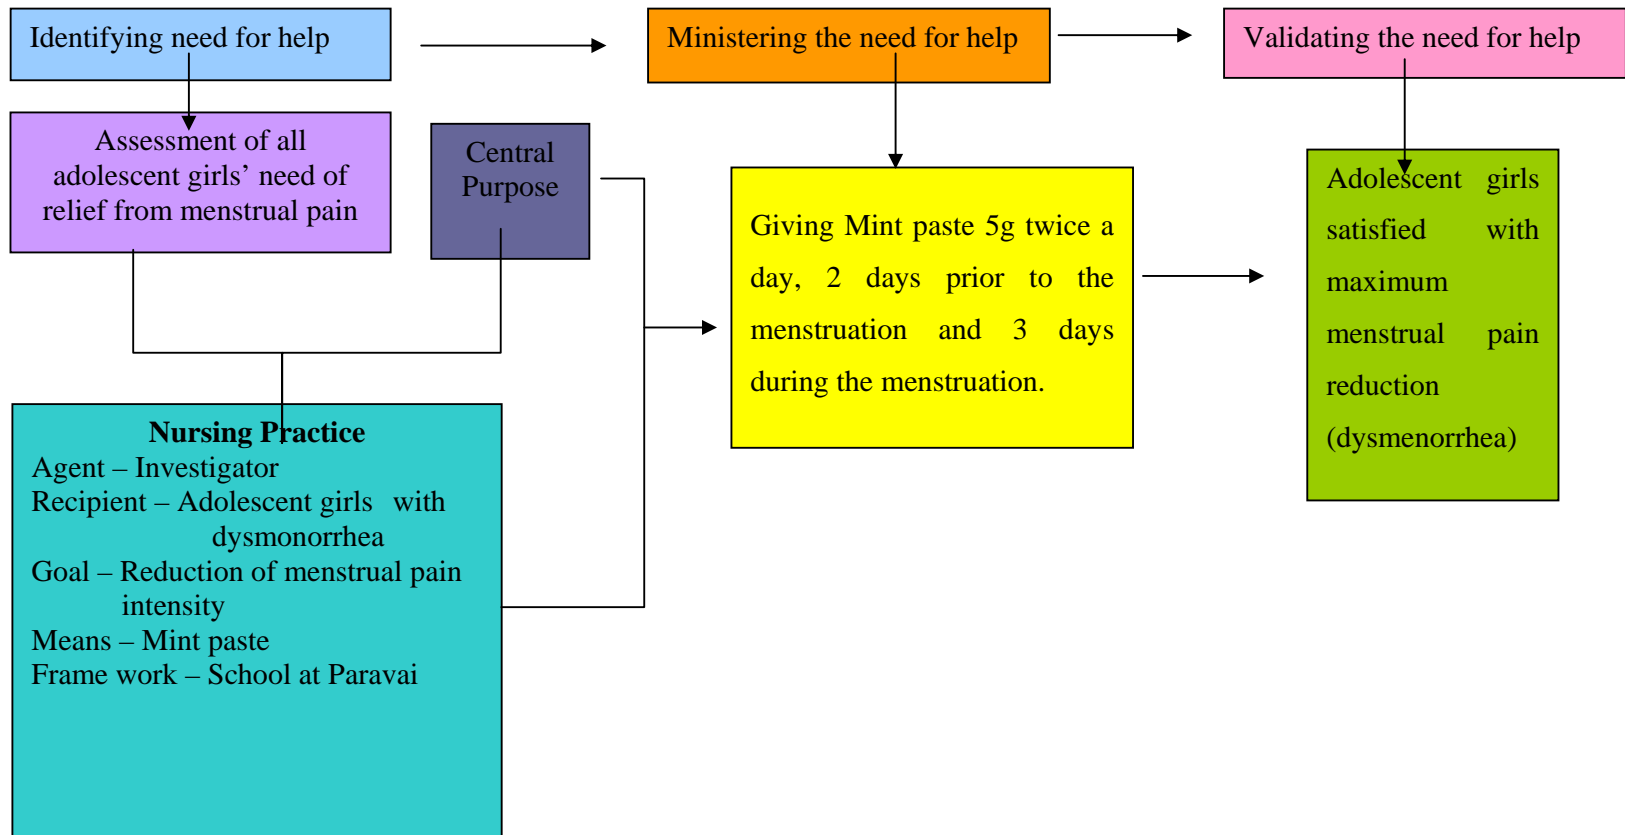 Identifying need for help
Ministering the need for help
Validating the need for help
Assessment of all
adolescent girls’ need of
relief from menstrual pain
Central
Purpose
Giving Mint paste 5g twice a
day, 2 days prior to the
menstruation and 3 days
during the menstruation.
Adolescent girls
satisfied with
maximum
menstrual pain
reduction
(dysmenorrhea)
Nursing Practice
Agent – Investigator
Recipient – Adolescent girls with
dysmonorrhea
Goal – Reduction of menstrual pain
intensity
Means – Mint paste
Frame work – School at Paravai